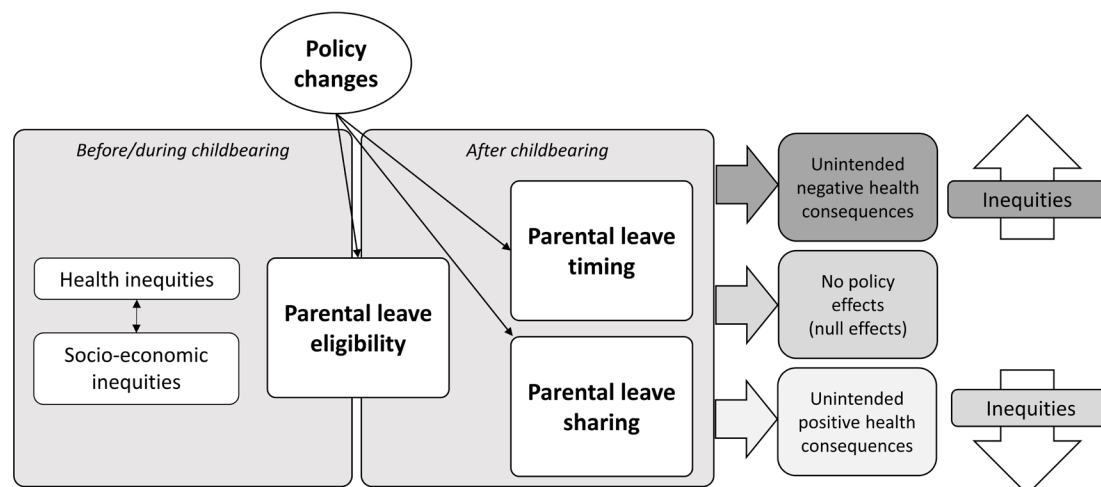 Policy
changes
Before/during childbearing
After childbearing
Health inequities
Socio-economic
inequities
Parental leave
eligibility
Parental leave
timing
Parental leave
sharing
Unintended
negative health
consequences
No policy
effects
(null effects)
Unintended
positive health
consequences
Inequities
Inequities